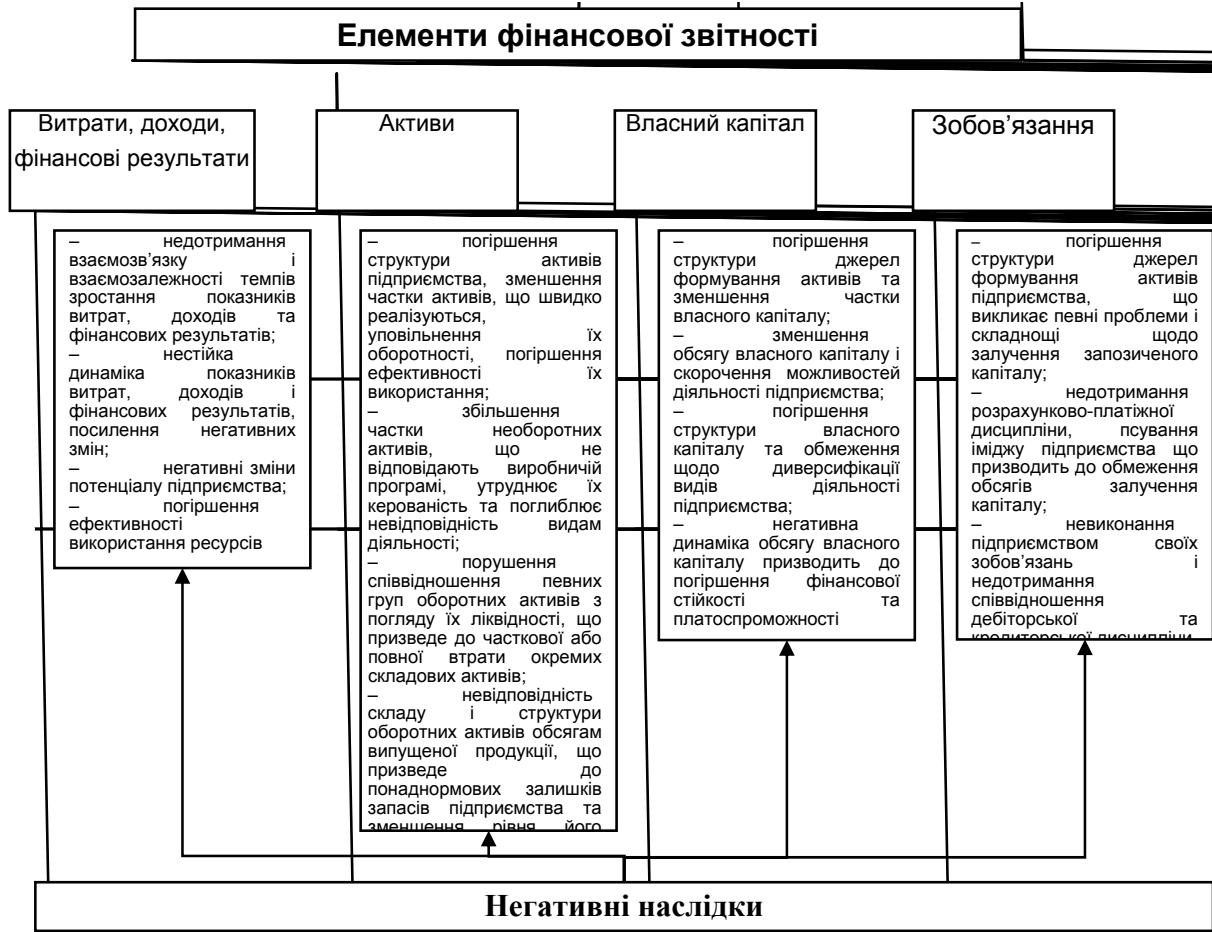 Елементи фінансової звітності
Витрати, доходи,
фінансові результати
Активи
Власний капітал
Зобов’язання
– недотримання
взаємозв’язку і
взаємозалежності темпів
зростання показників
витрат, доходів та
фінансових результатів;
– нестійка
динаміка показників
витрат, доходів і
фінансових результатів,
посилення негативних
змін;
– негативні зміни
потенціалу підприємства;
– погіршення
ефективності
використання ресурсів
– погіршення
структури активів
підприємства, зменшення
частки активів, що швидко
реалізуються,
уповільнення їх
оборотності, погіршення
ефективності їх
використання;
– збільшення
частки необоротних
активів, що не
відповідають виробничій
програмі, утруднює їх
керованість та поглиблює
невідповідність видам
діяльності;
– порушення
співвідношення певних
груп оборотних активів з
погляду їх ліквідності, що
призведе до часткової або
повної втрати окремих
складових активів;
– невідповідність
складу і структури
оборотних активів обсягам
випущеної продукції, що
призведе до
понаднормових залишків
запасів підприємства та
зменшення рівня його
– погіршення
структури джерел
формування активів та
зменшення частки
власного капіталу;
– зменшення
обсягу власного капіталу і
скорочення можливостей
діяльності підприємства;
– погіршення
структури власного
капіталу та обмеження
щодо диверсифікації
видів діяльності
підприємства;
– негативна
динаміка обсягу власного
капіталу призводить до
погіршення фінансової
стійкості та
платоспроможності
– погіршення
структури джерел
формування активів
підприємства, що
викликає певні проблеми і
складнощі щодо
залучення запозиченого
капіталу;
– недотримання
розрахунково-платіжної
дисципліни, псування
іміджу підприємства що
призводить до обмеження
обсягів залучення
капіталу;
– невиконання
підприємством своїх
зобов’язань і
недотримання
співвідношення
дебіторської та
кредиторської дисципліни
Негативні наслідки